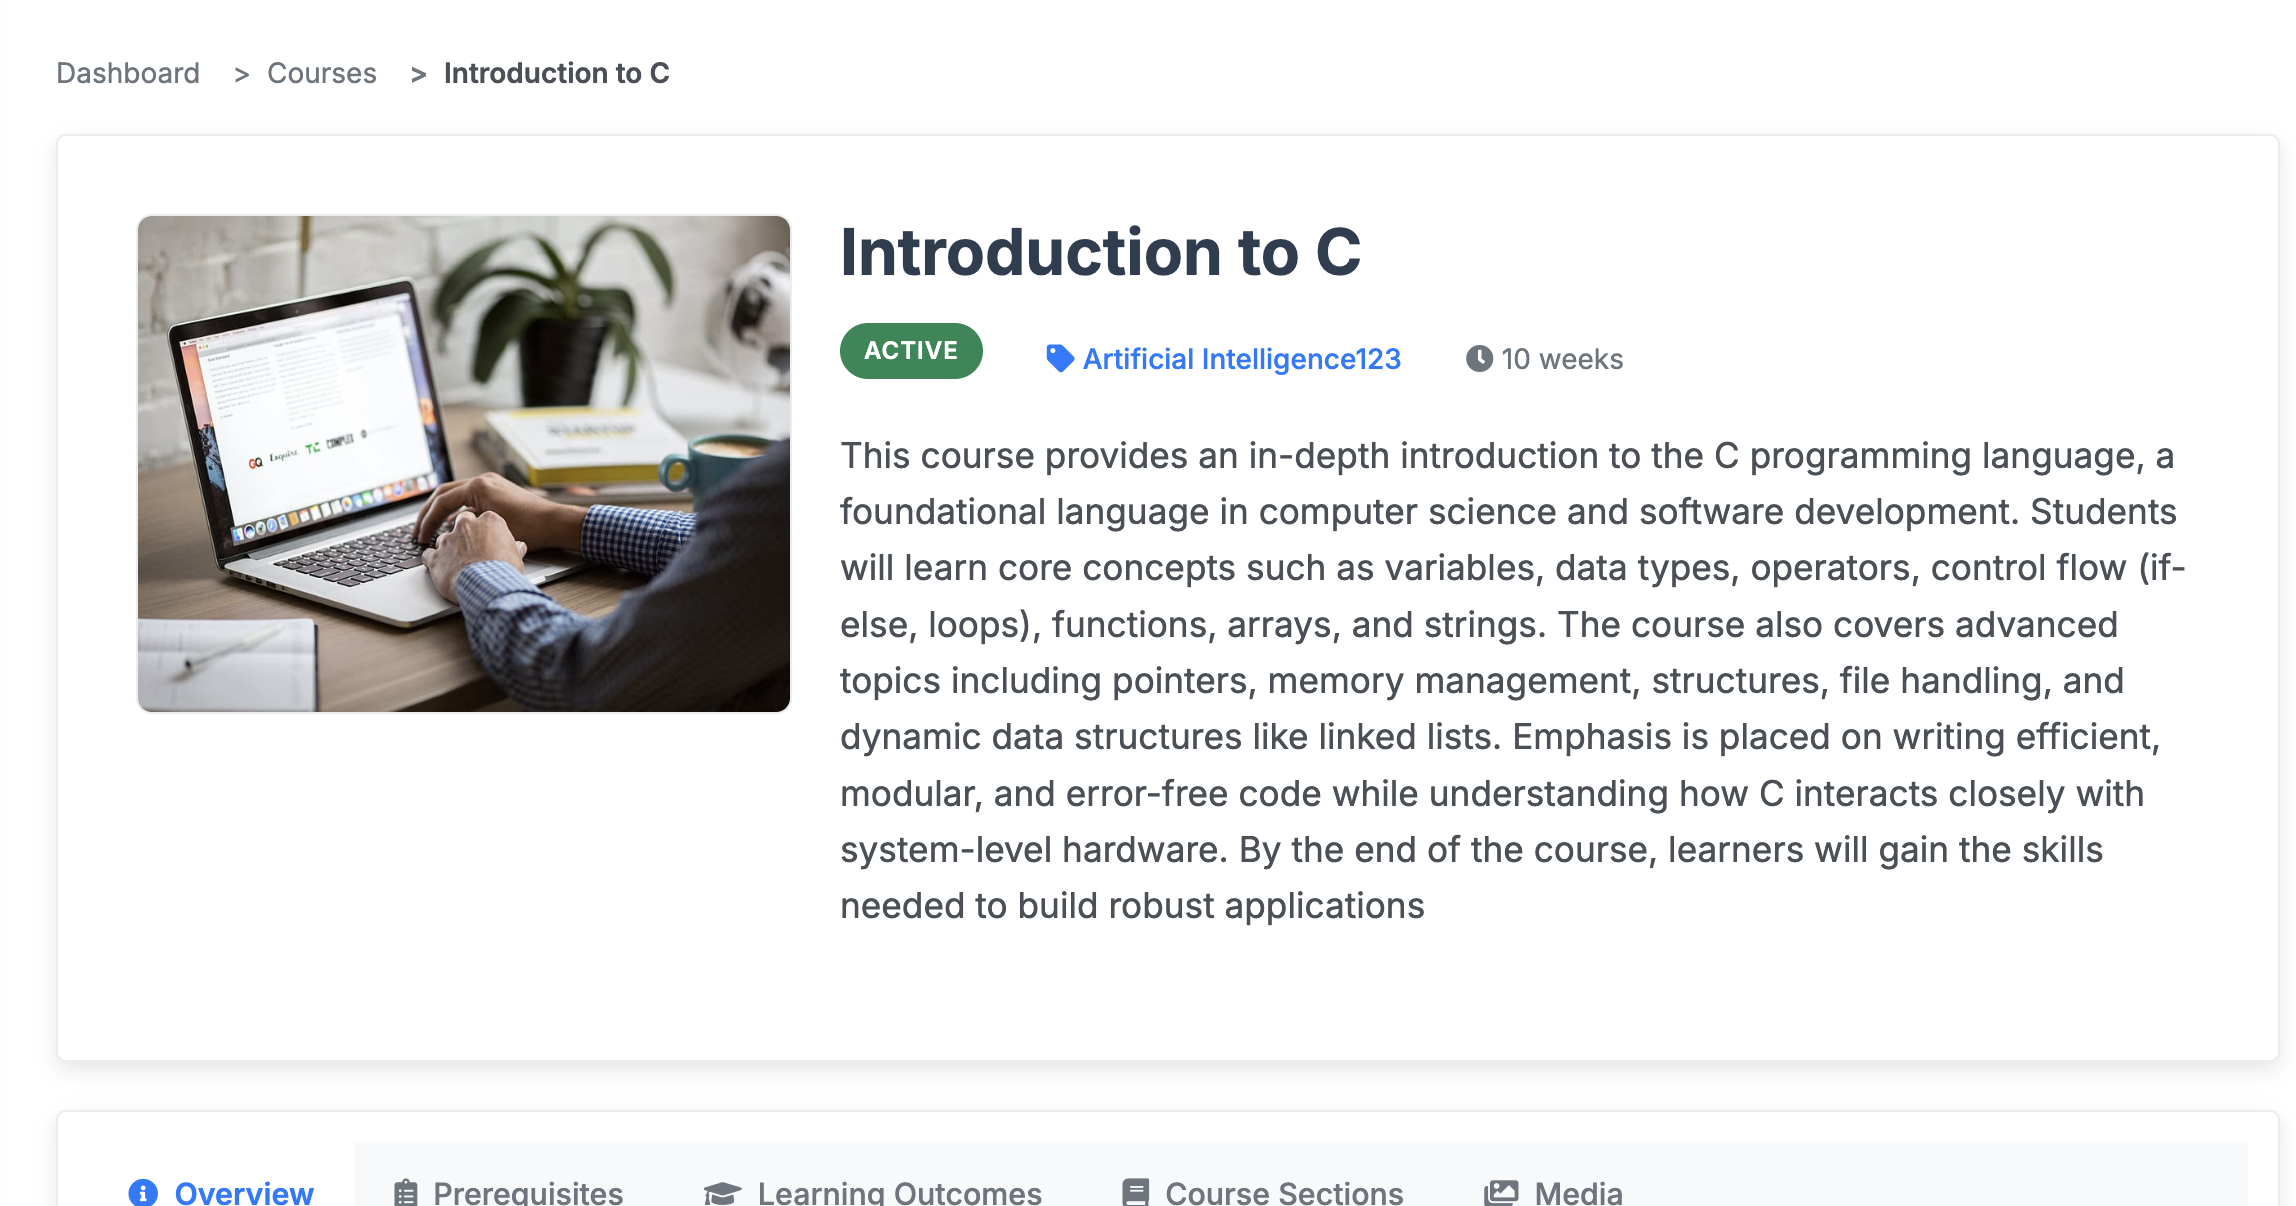 Dashboard > Courses > Introduction to C
Introduction to C
ACTIVE Artificial Intelligence123 10 weeks
This course provides an in-depth introduction to the C programming language, a
foundational language in computer science and software development. Students
will learn core concepts such as variables, data types, operators, control flow (if-
else, loops), functions, arrays, and strings. The course also covers advanced
topics including pointers, memory management, structures, file handling, and
dynamic data structures like linked lists. Emphasis is placed on writing efficient,
modular, and error-free code while understanding how C interacts closely with
system-level hardware. By the end of the course, learners will gain the skills
needed to build robust applications
GQ Esquire TC COMPLEX
Overview Prerequisites Learning Outcomes Course Sections Media